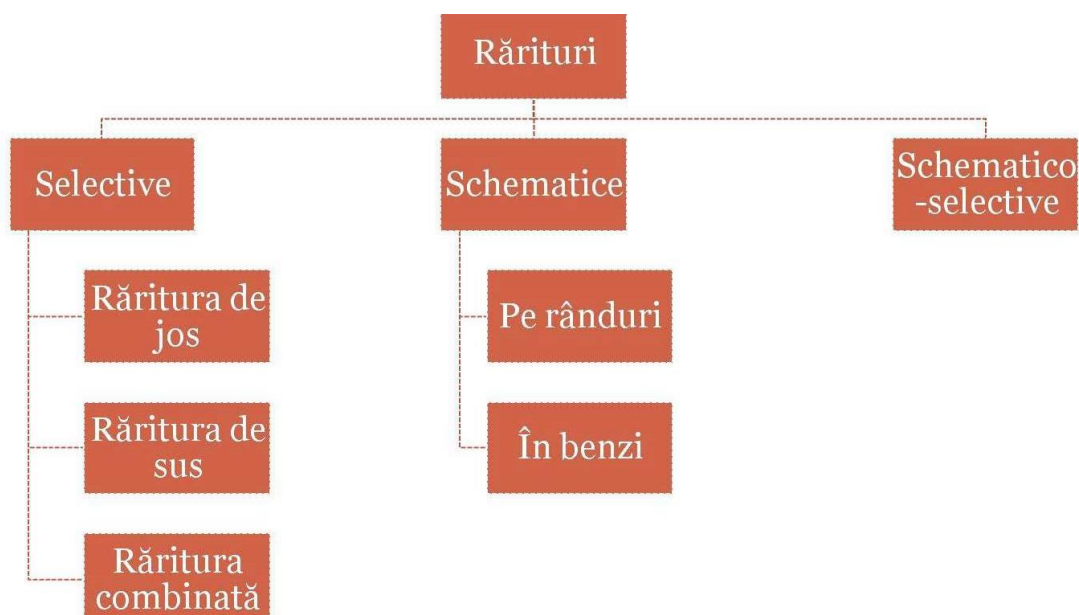 Rărituri
Selective
Schematice
Schematico
-selective
Răritura de
jos
Răritura de
sus
Răritura
combinată
Pe rânduri
În benzi